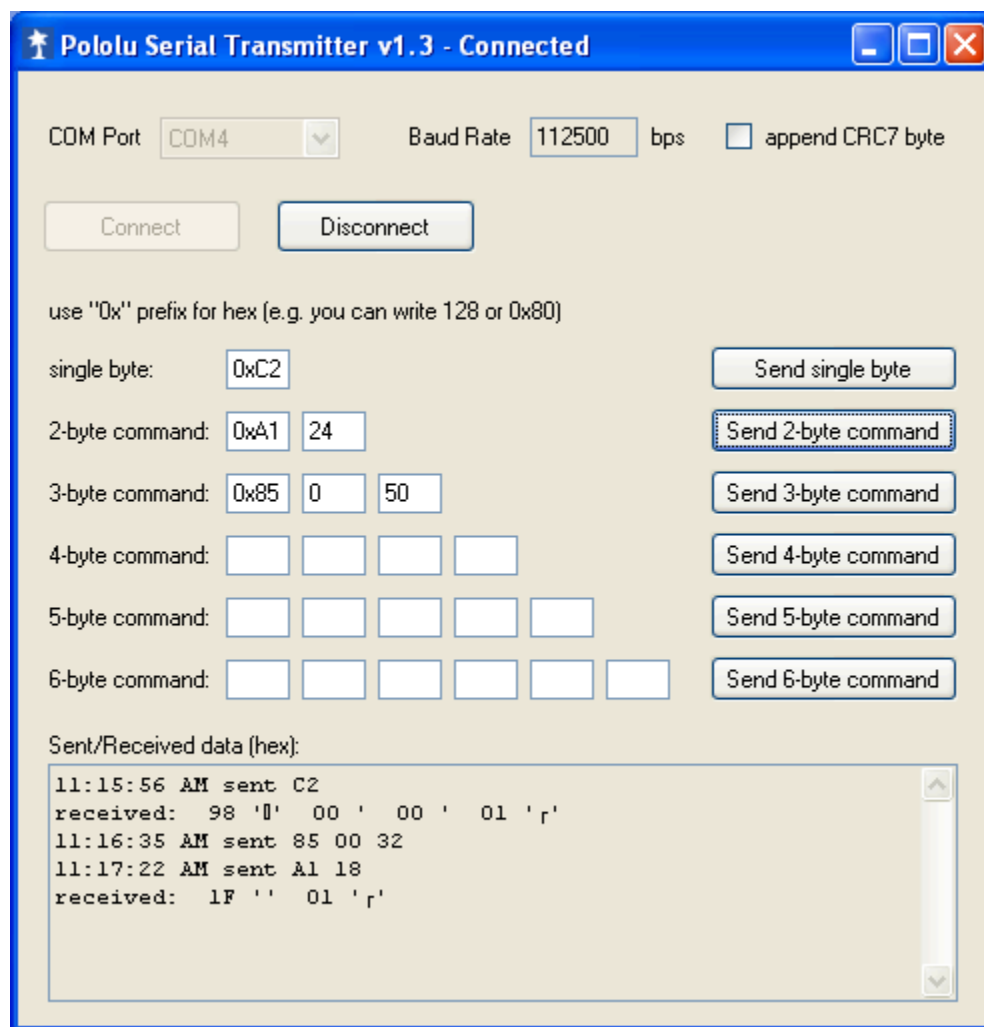 Pololu Serial Transmitter v1.3 - Connected
COM Port COM4 Baud Rate 112500 bps append CRC7 byte
Connect Disconnect
use "0x" prefix for hex (e.g. you can write 128 or 0x80)
single byte: 0xC2 Send single byte
2-byte command: 0xA1 24 Send 2-byte command
3-byte command: 0x85 0 50 Send 3-byte command
4-byte command: Send 4-byte command
5-byte command: Send 5-byte command
6-byte command: Send 6-byte command
Sent/Received data (hex):
11:15:56 AM sent C2
received:  98 '▯'  00 '  00 '  01 '┌'
11:16:35 AM sent 85 00 32
11:17:22 AM sent A1 18
received:  1F ''  01 '┌'